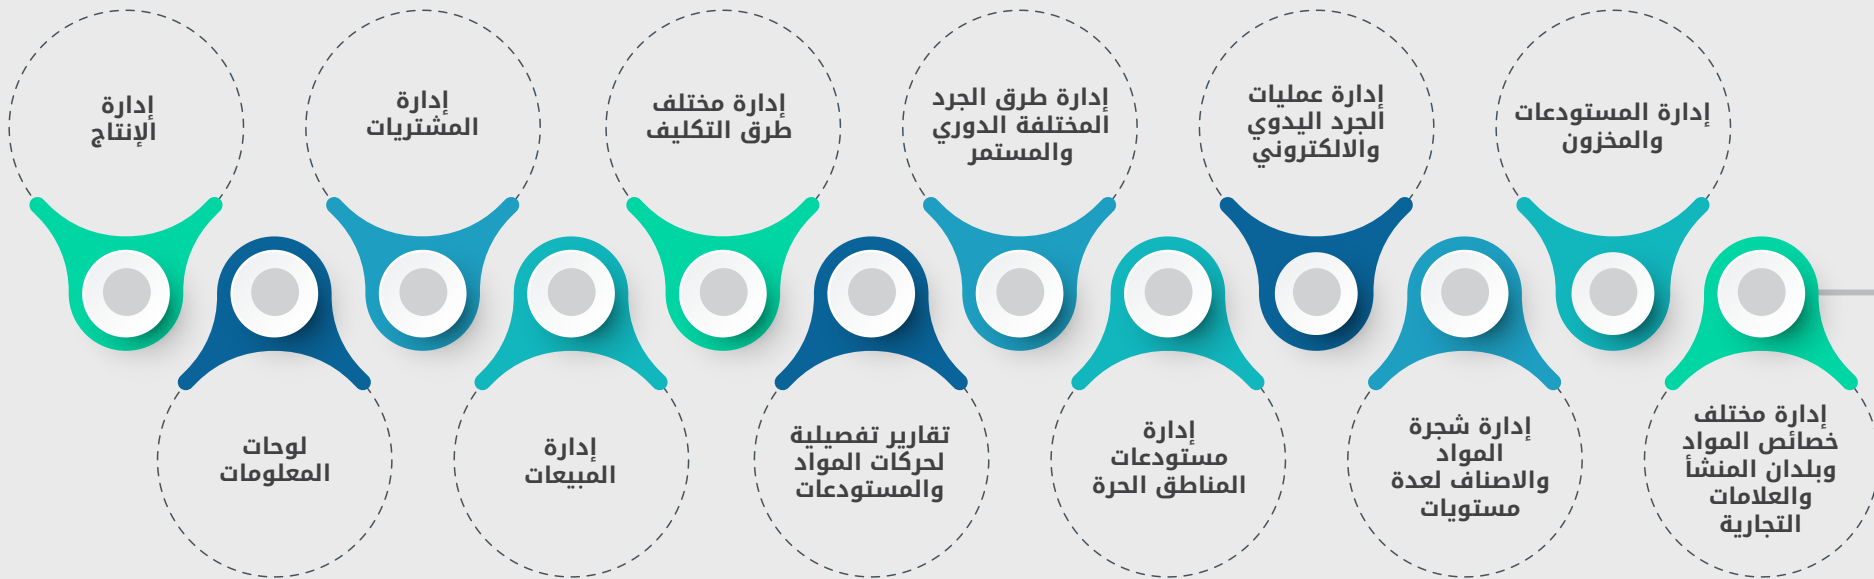 إدارة مختلف
خصائص المواد
وبلدان المنشأ
والعلامات
التجارية
إدارة المستودعات
والمخزون
إدارة شجرة
المواد
والاصناف لعدة
مستويات
إدارة عمليات
الجرد اليدوي
والالكتروني
إدارة
مستودعات
المناطق الحرة
إدارة طرق الجرد
المختلفة الدوري
والمستمر
تقارير تفصيلية
لحركات المواد
والمستودعات
إدارة مختلف
طرق التكليف
إدارة
المبيعات
إدارة
المشتريات
لوحات
المعلومات
إدارة
الإنتاج